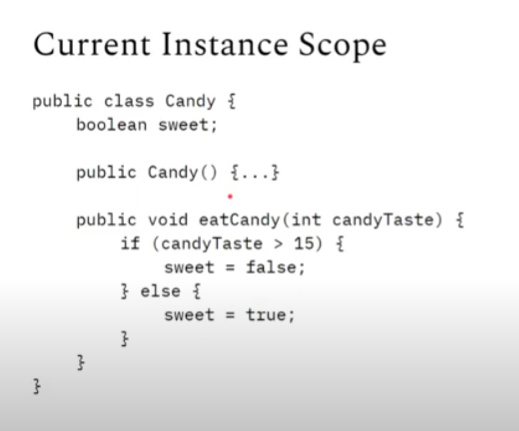 Current Instance Scope
public class Candy {
boolean sweet;
public Candy() {...}
public void eatCandy(int candyTaste) {
if (candyTaste > 15) {
sweet = false;
} else {
sweet = true;
}
}
}